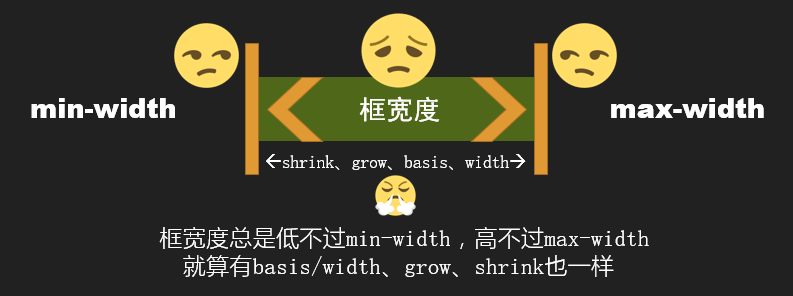 min-width
框宽度
max-width
←shrink、grow、basis、width→
框宽度总是低不过min-width，高不过max-width
就算有basis/width、grow、shrink也一样